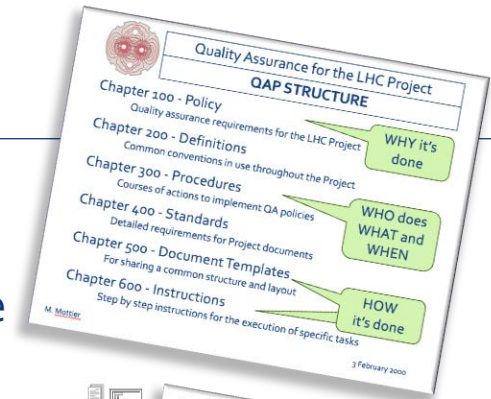 Quality Assurance for the LHC Project
QAP STRUCTURE
Chapter 100 - Policy
Quality assurance requirements for the LHC Project
WHY it's
done
Chapter 200 - Definitions
Common conventions in use throughout the Project
Chapter 300 - Procedures
Courses of actions to implement QA policies
WHO does
WHAT and
WHEN
Chapter 400 - Standards
Detailed requirements for Project documents
Chapter 500 - Document Templates
For sharing a common structure and layout
HOW
it's done
Chapter 600 - Instructions
Step by step instructions for the execution of specific tasks
M. Mottier
3 February 2000
e